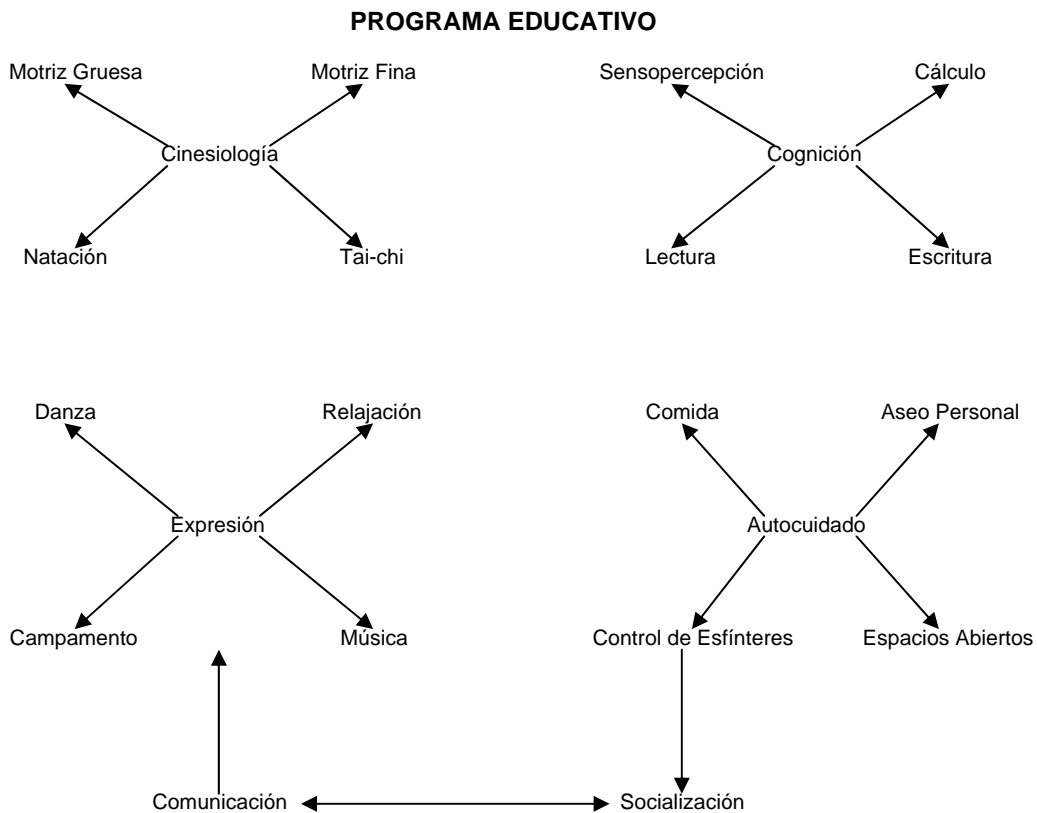 PROGRAMA EDUCATIVO
Motriz Gruesa
Motriz Fina
Sensopercepción
Cálculo
Cinesiología
Cognición
Natación
Tai-chi
Lectura
Escritura
Danza
Relajación
Comida
Aseo Personal
Expresión
Autocuidado
Campamento
Música
Control de Esfínteres
Espacios Abiertos
Comunicación
Socialización